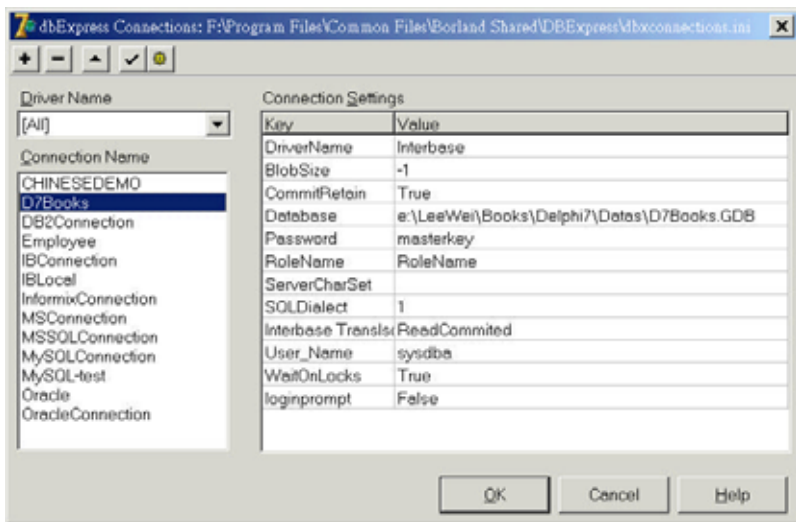 dbExpress Connections: F:\Program Files\Common Files\Borland Shared\DBExpress\dbxconnections.ini
Driver Name
[All]
Connection Name
CHINESEDEMO
D7Books
DB2Connection
Employee
IBConnection
IBLocal
InformixConnection
MSConnection
MSSQLConnection
MySQLConnection
MySQL-test
Oracle
OracleConnection
Connection Settings
Key Value
DriverName Interbase
BlobSize -1
CommitRetain True
Database e:\LeeWei\Books\Delphi7\Datas\D7Books.GDB
Password masterkey
RoleName RoleName
ServerCharSet
SQLDialect 1
Interbase TransIs ReadCommited
User_Name sysdba
WaitOnLocks True
loginprompt False
OK Cancel Help